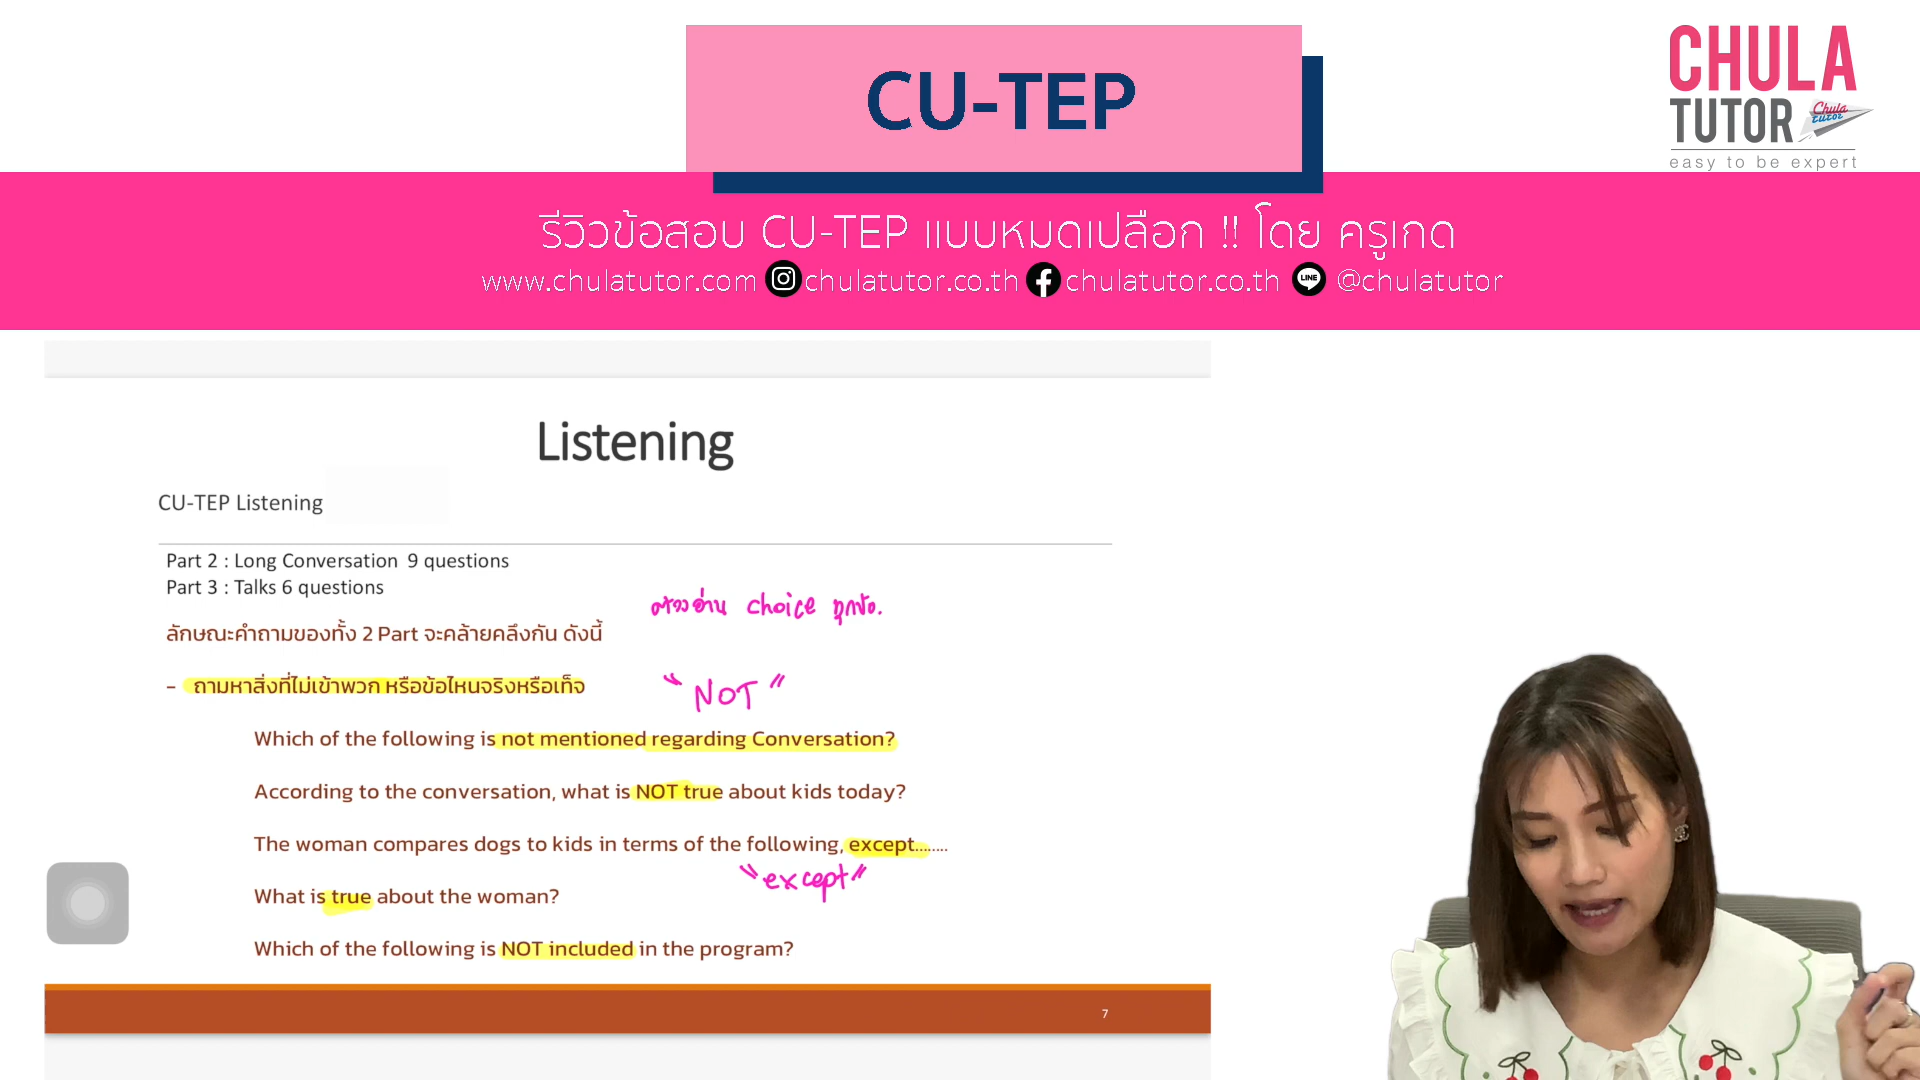 CU-TEP
CHULA
TUTOR
Chula
tutor
easy to be expert
รีวิวข้อสอบ CU-TEP แบบหมดเปลือก !! โดย ครูเกด
www.chulatutor.com chulatutor.co.th chulatutor.co.th LINE @chulatutor
Listening
CU-TEP Listening
Part 2 : Long Conversation 9 questions
Part 3 : Talks 6 questions
choice ทุกข้อ.
ลักษณะคำถามของทั้ง 2 Part จะคล้ายคลึงกัน ดังนี้
- ถามหาสิ่งที่ไม่เข้าพวก หรือข้อไหนจริงหรือเท็จ
"NOT"
Which of the following is not mentioned regarding Conversation?
According to the conversation, what is NOT true about kids today?
The woman compares dogs to kids in terms of the following, except........
"except"
What is true about the woman?
Which of the following is NOT included in the program?
7